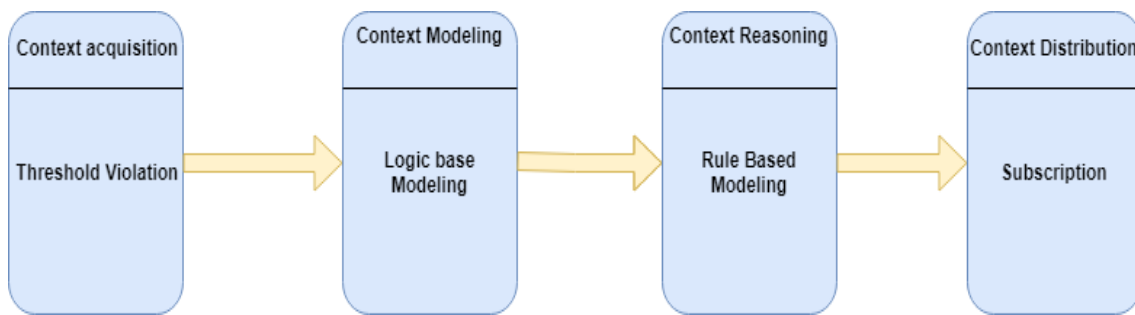 Context acquisition
Threshold Violation
Context Modeling
Logic base
Modeling
Context Reasoning
Rule Based
Modeling
Context Distribution
Subscription